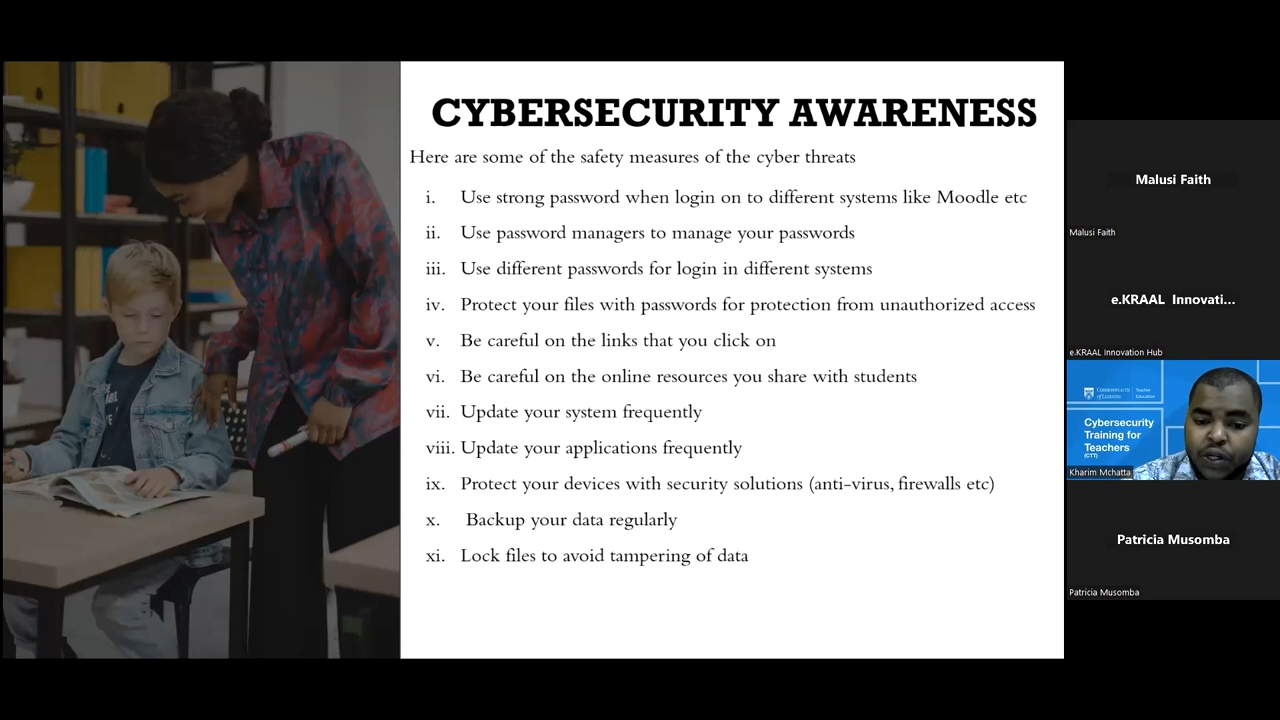 CYBERSECURITY AWARENESS
Here are some of the safety measures of the cyber threats
i. Use strong password when login on to different systems like Moodle etc
ii. Use password managers to manage your passwords
iii. Use different passwords for login in different systems
iv. Protect your files with passwords for protection from unauthorized access
v. Be careful on the links that you click on
vi. Be careful on the online resources you share with students
vii. Update your system frequently
viii. Update your applications frequently
ix. Protect your devices with security solutions (anti-virus, firewalls etc)
x. Backup your data regularly
xi. Lock files to avoid tampering of data
Malusi Faith
Malusi Faith
e.KRAAL Innovati...
e.KRAAL Innovation Hub
COMMONWEALTH
of LEARNING
Teacher
Education
Cybersecurity
Training for
Teachers
(CTT)
Kharim Mchatta
Patricia Musomba
Patricia Musomba